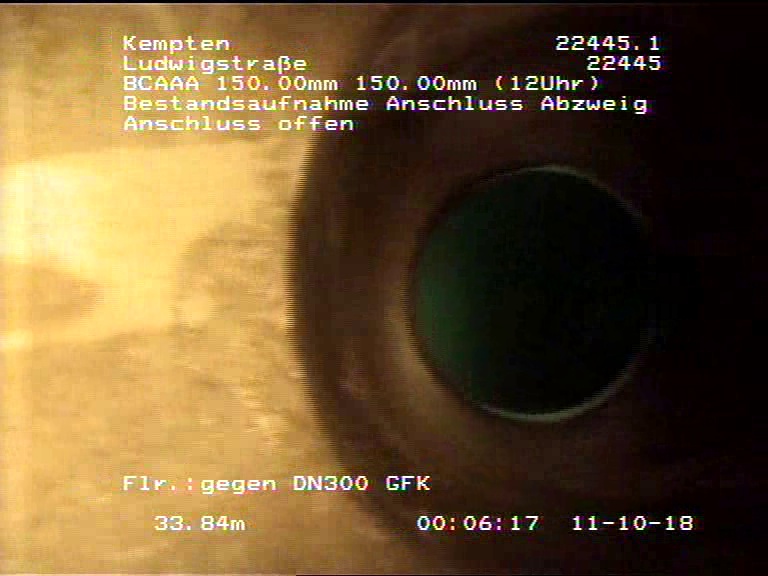 Kempten 22445.1
Ludwigstraße 22445
BCAAA 150.00mm 150.00mm (12Uhr)
Bestandsaufnahme Anschluss Abzweig
Anschluss offen
Flr.:gegen DN300 GFK
33.84m 00:06:17 11-10-18